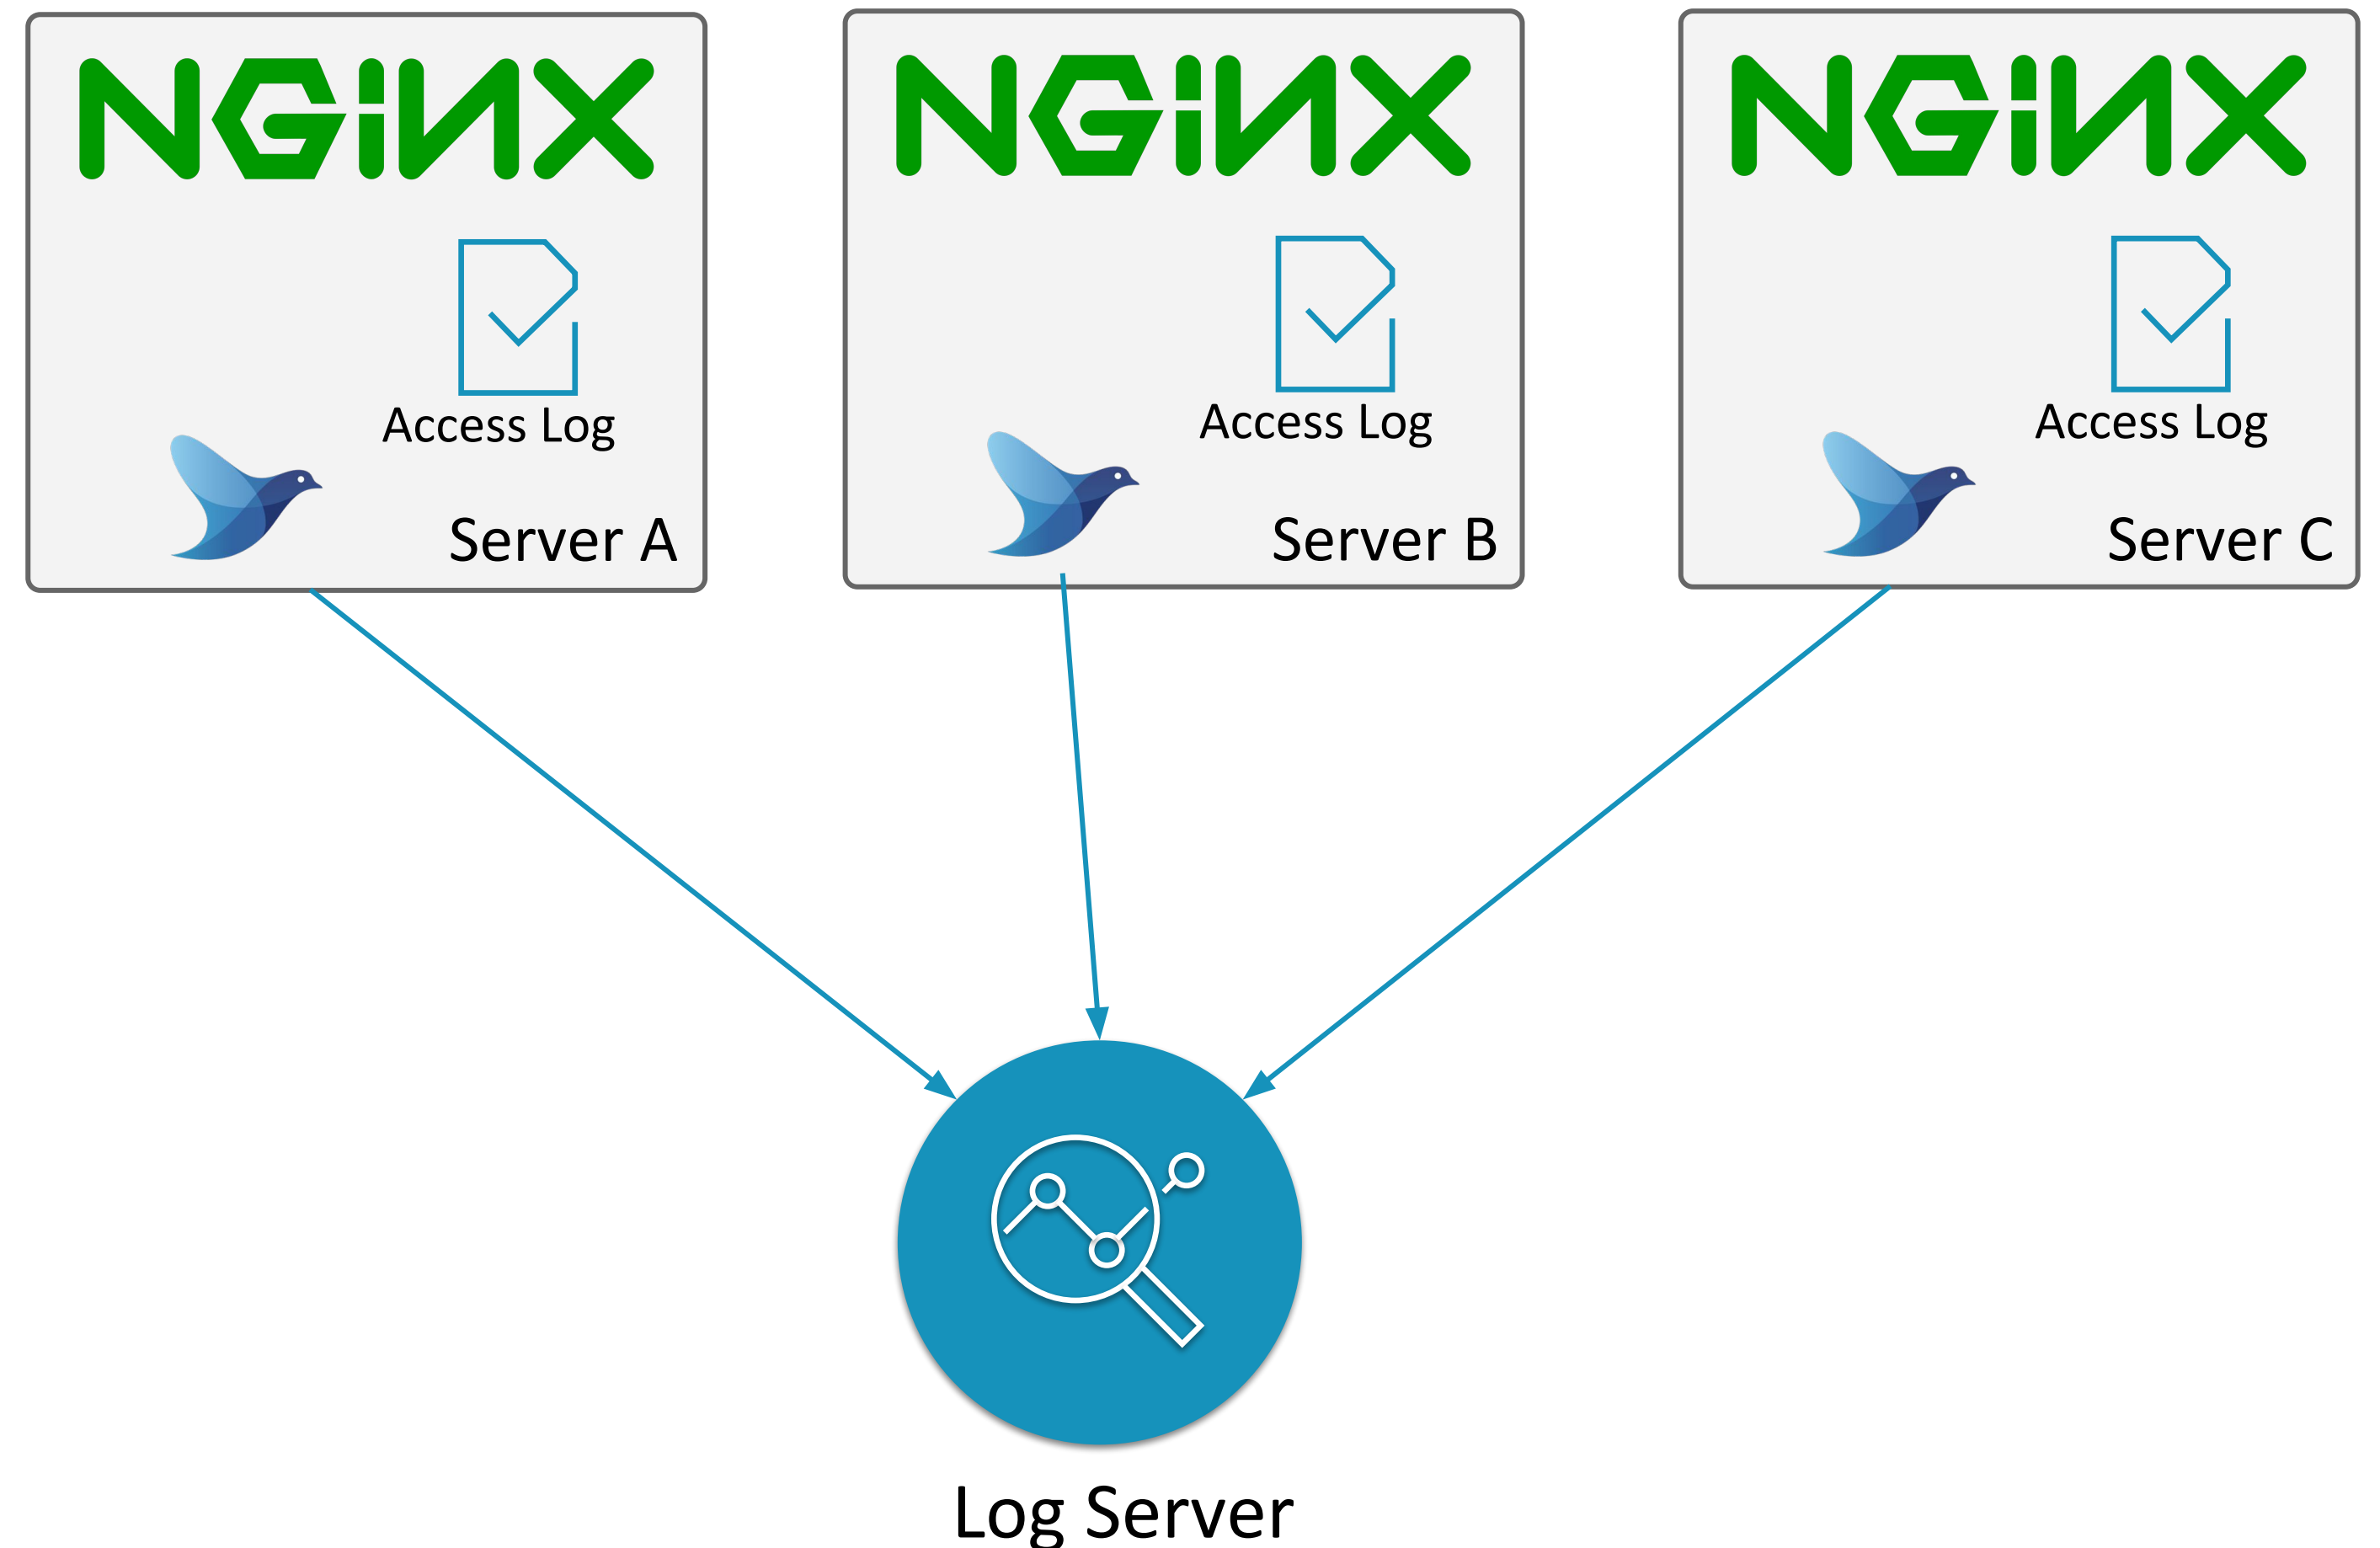 NGiNX
Access Log
Server A
NGiNX
Access Log
Server B
NGiNX
Access Log
Server C
Log Server